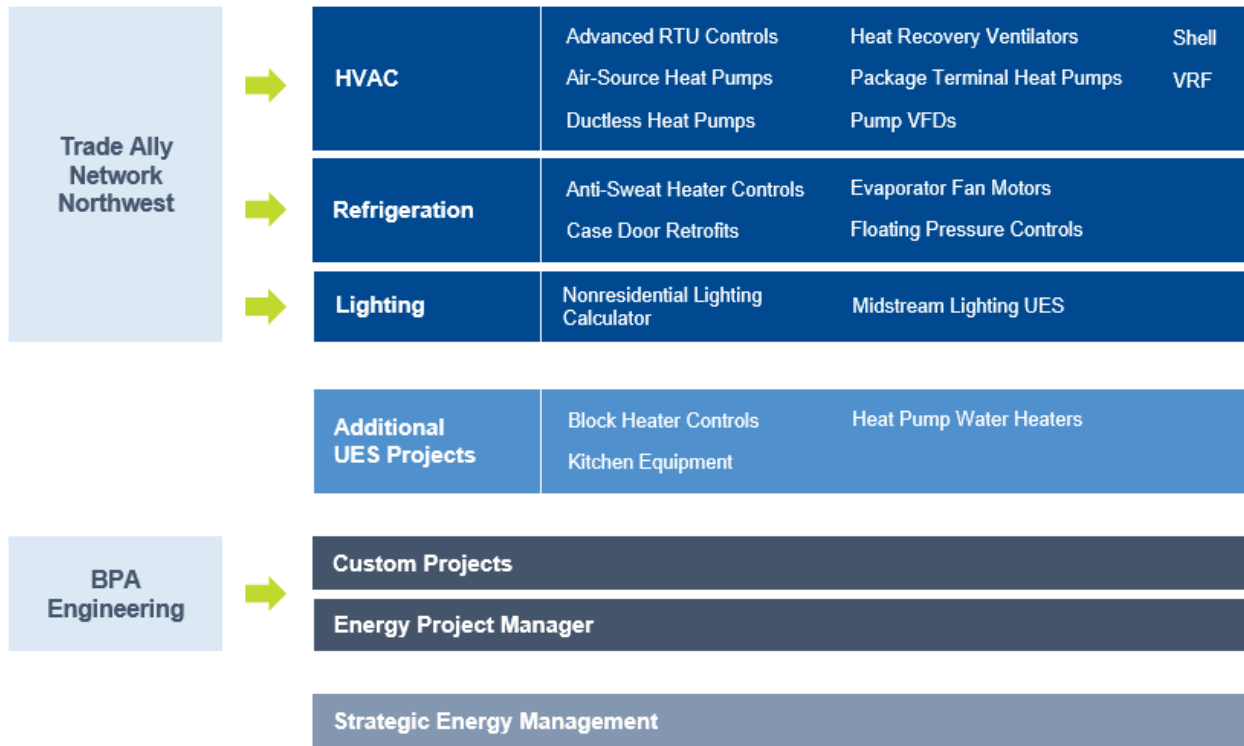 Trade Ally
Network
Northwest
HVAC
Advanced RTU Controls
Heat Recovery Ventilators
Shell
Air-Source Heat Pumps
Package Terminal Heat Pumps
VRF
Ductless Heat Pumps
Pump VFDs
Refrigeration
Anti-Sweat Heater Controls
Evaporator Fan Motors
Case Door Retrofits
Floating Pressure Controls
Lighting
Nonresidential Lighting
Calculator
Midstream Lighting UES
Additional
UES Projects
Block Heater Controls
Heat Pump Water Heaters
Kitchen Equipment
BPA
Engineering
Custom Projects
Energy Project Manager
Strategic Energy Management